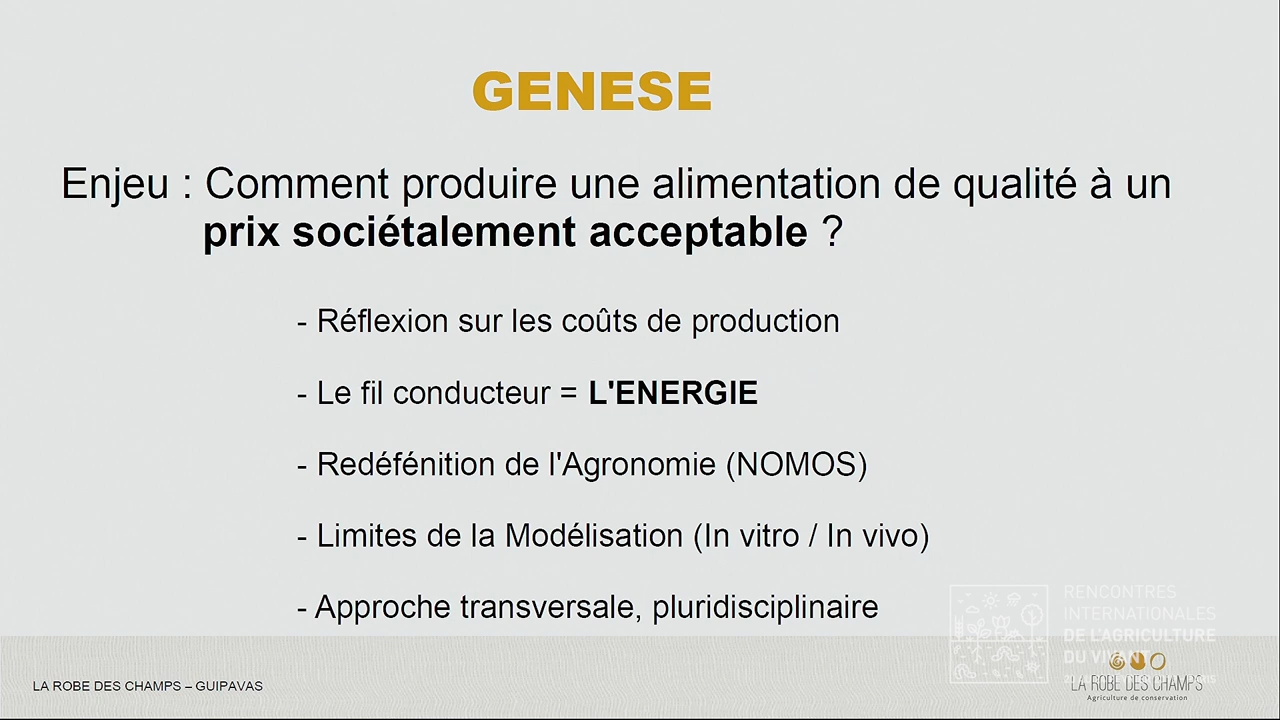 GENESE
Enjeu : Comment produire une alimentation de qualité à un
prix sociétalement acceptable ?
- Réflexion sur les coûts de production
- Le fil conducteur = L'ENERGIE
- Redéfénition de l'Agronomie (NOMOS)
- Limites de la Modélisation (In vitro / In vivo)
- Approche transversale, pluridisciplinaire
RENCONTRES
INTERNATIONALES
DE L'AGRICULTURE
DU VIVANT
LA ROBE DES CHAMPS – GUIPAVAS
LA ROBE DES CHAMPS
Agriculture de conservation